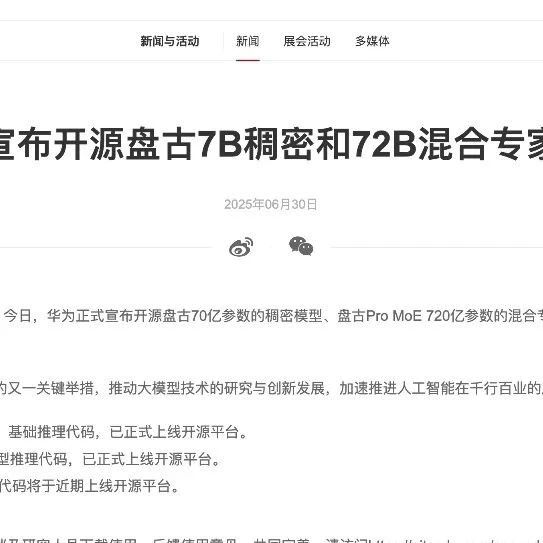 新闻与活动 新闻 展会活动 多媒体
宣布开源盘古7B稠密和72B混合专家
2025年06月30日
今日，华为正式宣布开源盘古70亿参数的稠密模型、盘古Pro MoE 720亿参数的混合专
的又一关键举措，推动大模型技术的研究与创新发展，加速推进人工智能在千行百业的
、基础推理代码，已正式上线开源平台。
型推理代码，已正式上线开源平台。
代码将于近期上线开源平台。